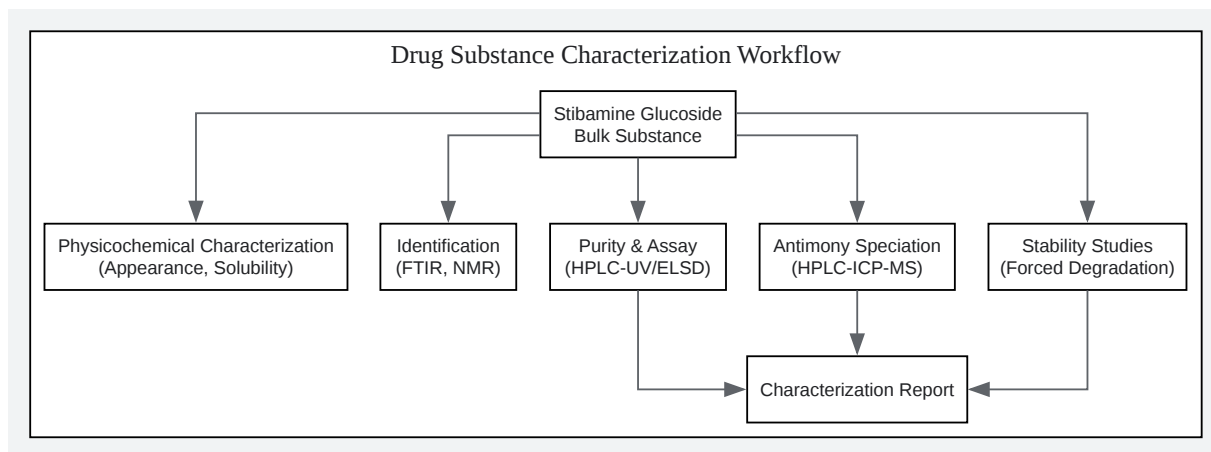 Drug Substance Characterization Workflow
Stibamine Glucoside
Bulk Substance
Physicochemical Characterization
(Appearance, Solubility)
Identification
(FTIR, NMR)
Purity & Assay
(HPLC-UV/ELSD)
Antimony Speciation
(HPLC-ICP-MS)
Stability Studies
(Forced Degradation)
Characterization Report